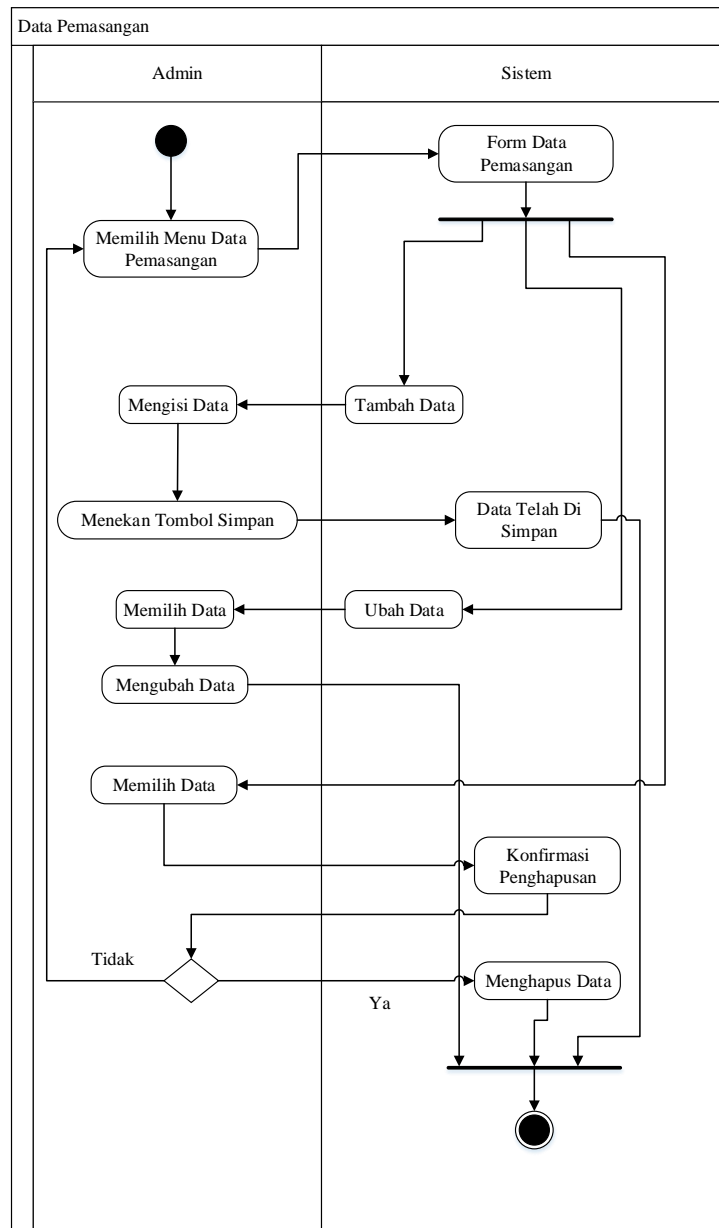 Data Pemasangan
Admin
Sistem
Form Data
Pemasangan
Memilih Menu Data
Pemasangan
Mengisi Data
Tambah Data
Menekan Tombol Simpan
Data Telah Di
Simpan
Memilih Data
Ubah Data
Mengubah Data
Memilih Data
Konfirmasi
Penghapusan
Tidak
Menghapus Data
Ya